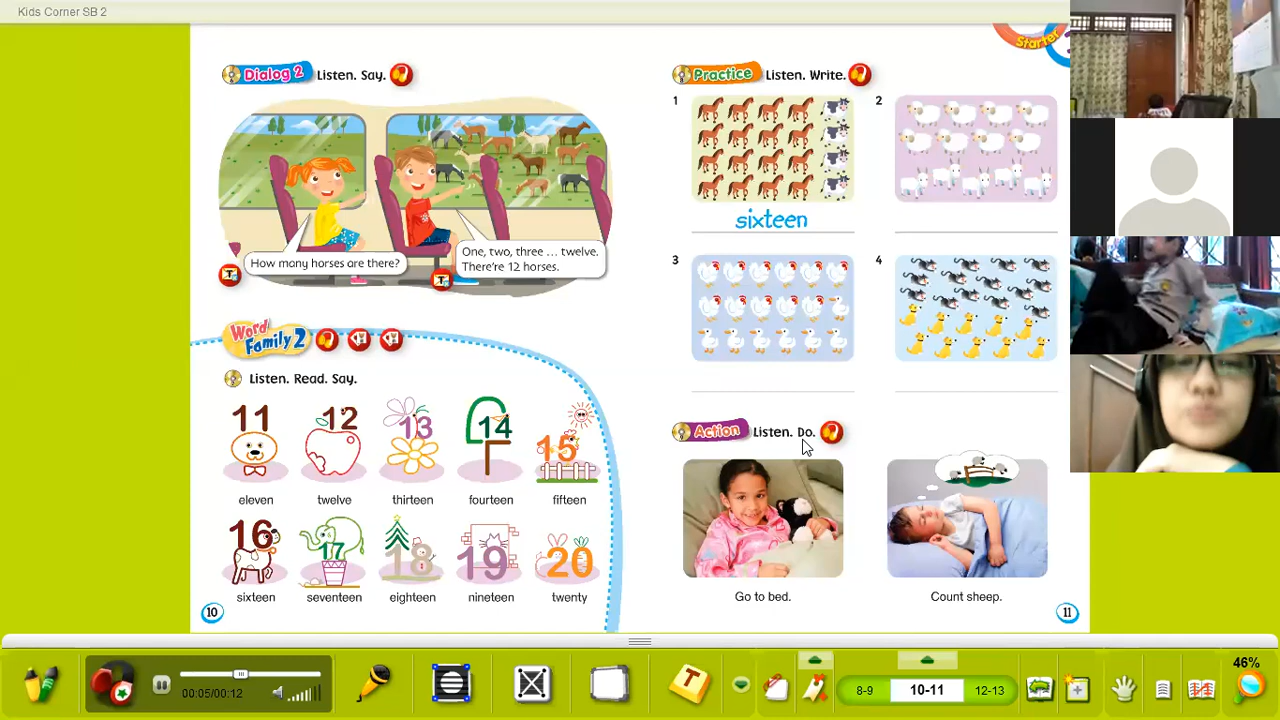 Kids Corner SB 2
Starter
Dialog 2 Listen. Say.
How many horses are there?
One, two, three ... twelve.
There're 12 horses.
Word
Family 2
Listen. Read. Say.
11 12 13 14 15
eleven twelve thirteen fourteen fifteen
16 17 18 19 20
sixteen seventeen eighteen nineteen twenty
10
Practice Listen. Write.
1 2
sixteen
3 4
Action Listen. Do.
Go to bed. Count sheep.
11
00:05/00:12
T
8-9 10-11 12-13
46%